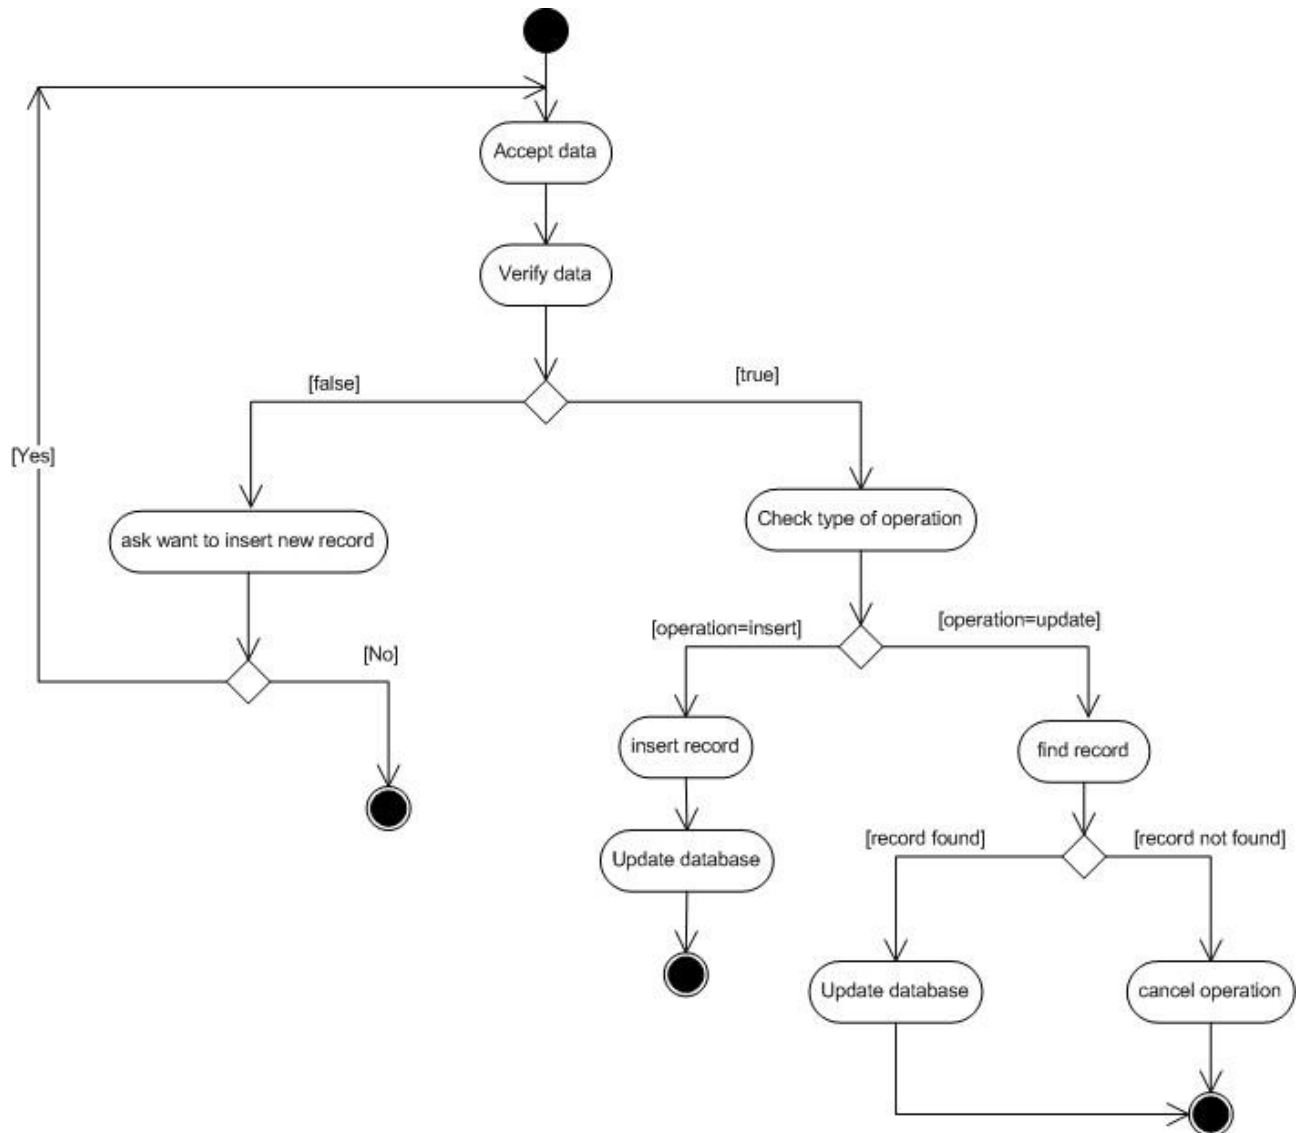 Accept data
Verify data
[false]
[true]
[Yes]
ask want to insert new record
Check type of operation
[No]
[operation=insert]
[operation=update]
insert record
find record
Update database
[record found]
[record not found]
Update database
cancel operation